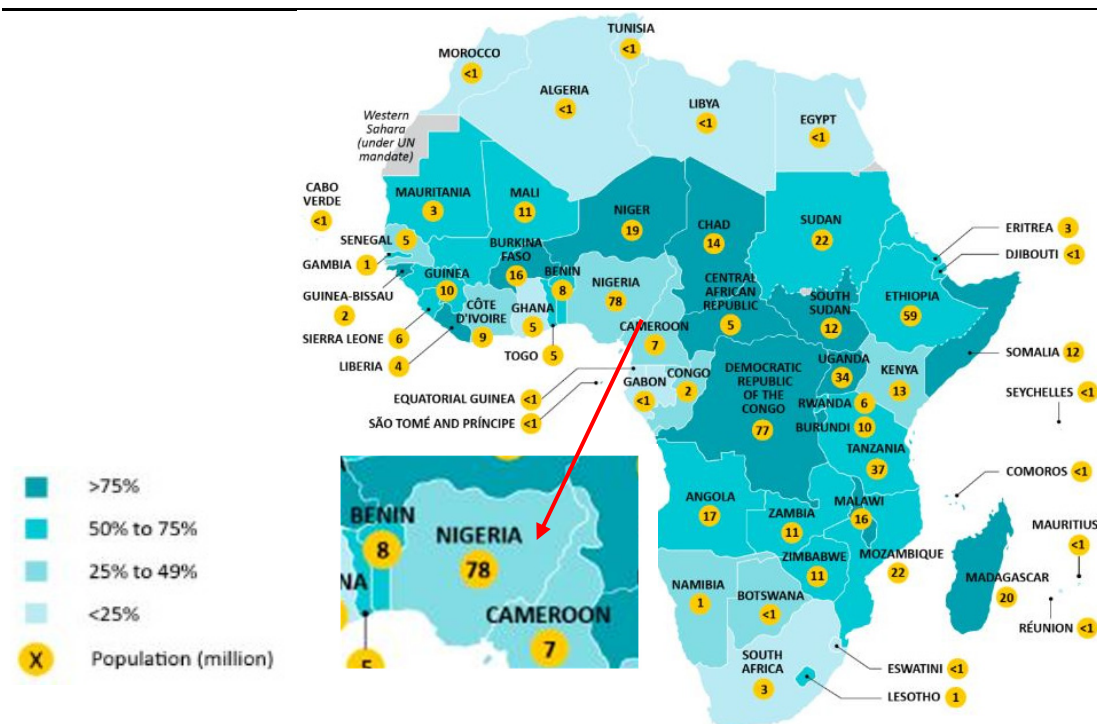 TUNISIA
<1
MOROCCO
<1
ALGERIA
<1
LIBYA
<1
EGYPT
<1
Western
Sahara
(under UN
mandate)
CABO
VERDE
<1
MAURITANIA
3
MALI
11
NIGER
19
CHAD
14
SUDAN
22
ERITREA 3
DJIBOUTI <1
SENEGAL 5
GAMBIA 1
GUINEA-BISSAU
2
GUINEA
10
BURKINA
FASO
16
BENIN
8
NIGERIA
78
CENTRAL
AFRICAN
REPUBLIC
5
SOUTH
SUDAN
12
ETHIOPIA
59
SIERRA LEONE 6
LIBERIA 4
CÔTE
D'IVOIRE
9
GHANA
5
TOGO 5
CAMEROON
7
SOMALIA 12
EQUATORIAL GUINEA <1
SÃO TOMÉ AND PRÍNCIPE <1
GABON
<1
CONGO
2
DEMOCRATIC
REPUBLIC
OF THE
CONGO
77
UGANDA
34
KENYA
13
RWANDA 6
BURUNDI 10
TANZANIA
37
SEYCHELLES <1
COMOROS <1
ANGOLA
17
ZAMBIA
11
MALAWI
16
MOZAMBIQUE
22
ZIMBABWE
11
MAURITIUS
<1
MADAGASCAR
20
RÉUNION <1
NAMIBIA
1
BOTSWANA
<1
SOUTH
AFRICA
3
ESWATINI <1
LESOTHO 1
>75%
50% to 75%
25% to 49%
<25%
X Population (million)
BENIN
8
NIGERIA
78
NA
CAMEROON
7
5